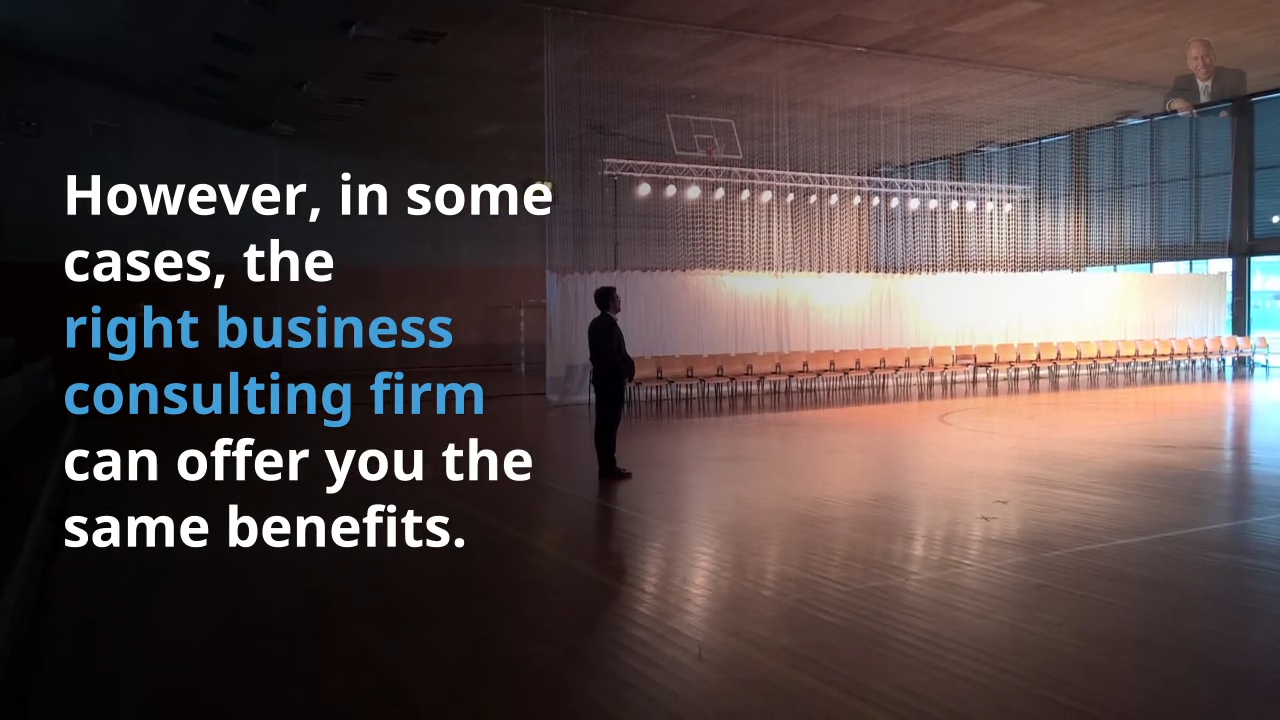 However, in some
cases, the
right business
consulting firm
can offer you the
same benefits.